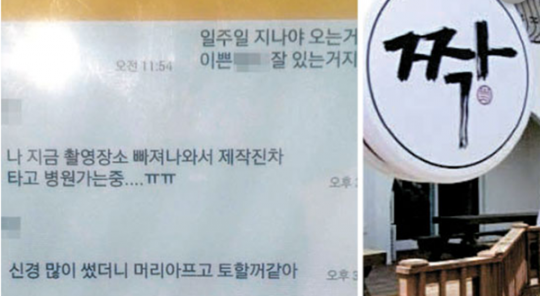 일주일 지나야 오는거
이쁜 잘 있는거지
오전 11:54
나 지금 촬영장소 빠져나와서 제작진차
타고 병원가는중....ㅠㅠ
오후
신경 많이 썼더니 머리아프고 토할꺼같아
오후
짝